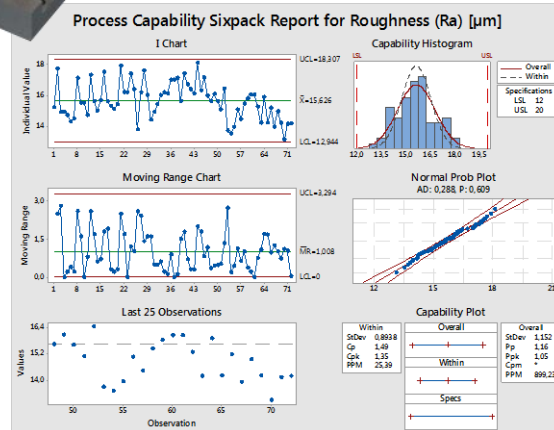 Process Capability Sixpack Report for Roughness (Ra) [µm]
I Chart
Individual Value
18
16
14
UCL=18,307
X̄=15,626
LCL=12,944
1 8 15 22 29 36 43 50 57 64 71
Capability Histogram
LSL USL
Overall
Within
Specifications
LSL 12
USL 20
12,0 13,5 15,0 16,5 18,0 19,5
Moving Range Chart
Moving Range
3,0
1,5
0,0
UCL=3,294
M̄R̄=1,008
LCL=0
1 8 15 22 29 36 43 50 57 64 71
Normal Prob Plot
AD: 0,288, P: 0,609
12 15 18 21
Last 25 Observations
Values
16,4
15,2
14,0
50 55 60 65 70
Observation
Capability Plot
Within
StDev 0,8938
Cp 1,49
Cpk 1,35
PPM 25,39
Overall
Within
Specs
Overall
StDev 1,152
Pp 1,16
Ppk 1,05
Cpm *
PPM 899,23